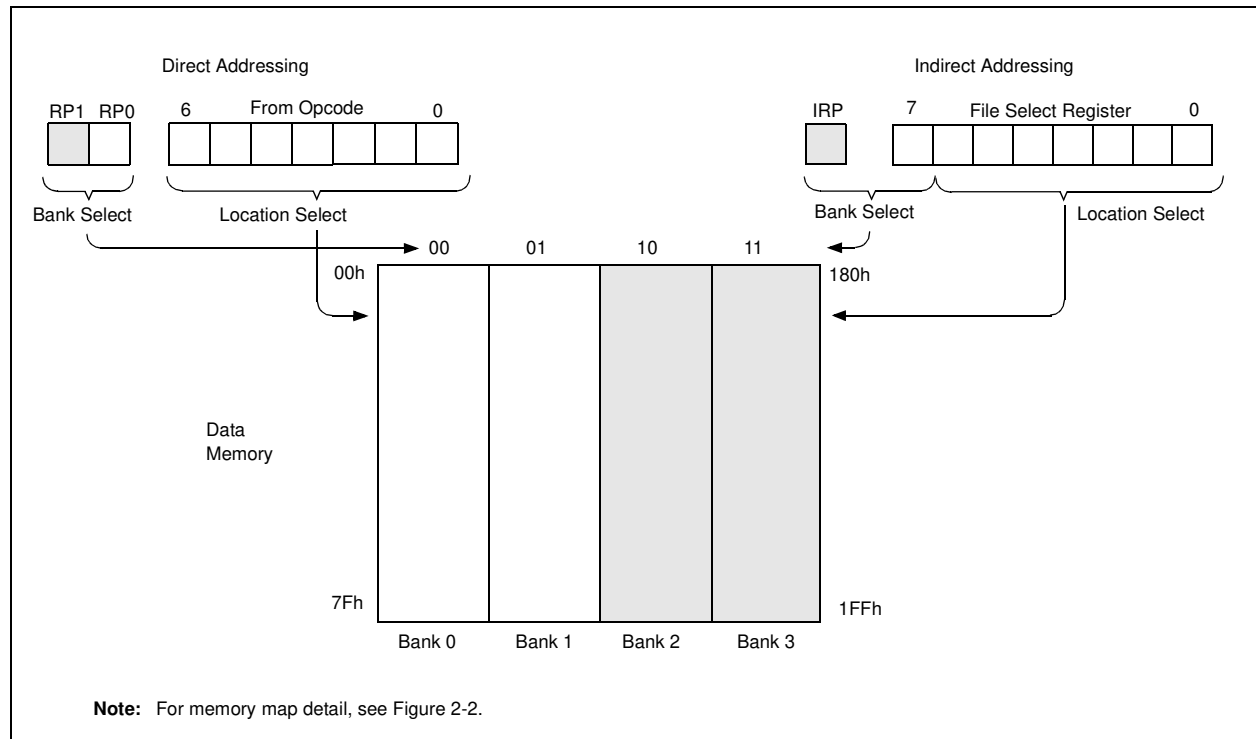 Direct Addressing
Indirect Addressing
RP1 RP0
6 From Opcode 0
IRP
7 File Select Register 0
Bank Select
Location Select
Bank Select
Location Select
00 01 10 11
00h
180h
Data
Memory
7Fh
1FFh
Bank 0 Bank 1 Bank 2 Bank 3
Note: For memory map detail, see Figure 2-2.